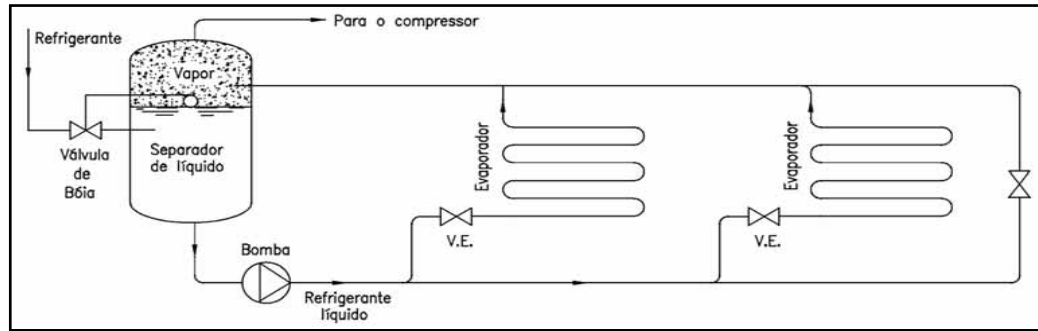 Para o compressor
Refrigerante
Vapor
Separador
de líquido
Válvula
de
Bóia
Evaporador
V.E.
Evaporador
V.E.
Bomba
Refrigerante
líquido